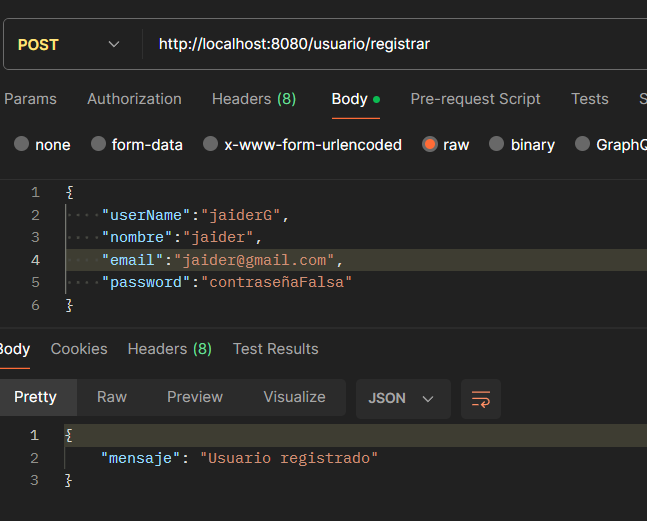 POST http://localhost:8080/usuario/registrar
Params Authorization Headers (8) Body Pre-request Script Tests S
none form-data x-www-form-urlencoded raw binary GraphQ
1 {
2 "userName":"jaiderG",
3 "nombre":"jaider",
4 "email":"jaider@gmail.com",
5 "password":"contraseñaFalsa"
6 }
Body Cookies Headers (8) Test Results
Pretty Raw Preview Visualize JSON
1 {
2 "mensaje": "Usuario registrado"
3 }